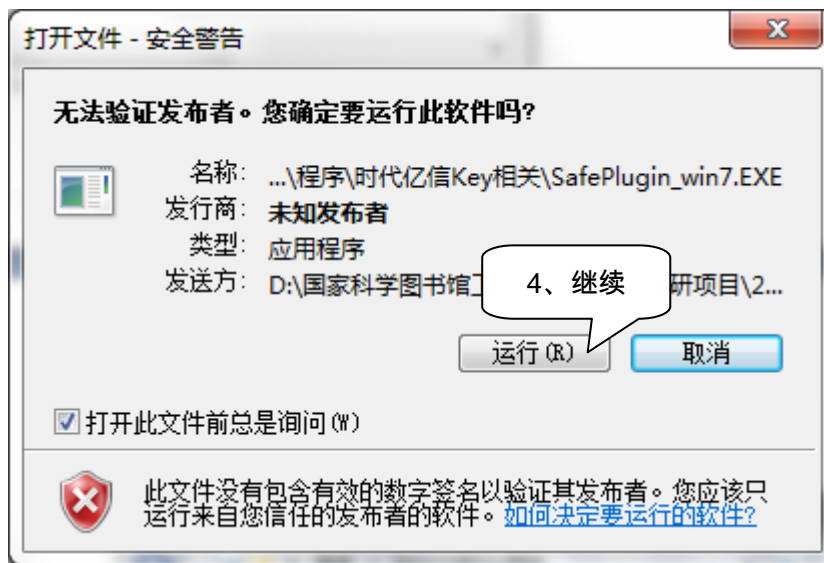 打开文件 - 安全警告
无法验证发布者。您确定要运行此软件吗?
名称: ...\程序\时代亿信Key相关\SafePlugin_win7.EXE
发行商: 未知发布者
类型: 应用程序
发送方: D:\国家科学图书馆 研项目\2...
4、继续
运行(R) 取消
打开此文件前总是询问(W)
此文件没有包含有效的数字签名以验证其发布者。您应该只
运行来自您信任的发布者的软件。如何决定要运行的软件?